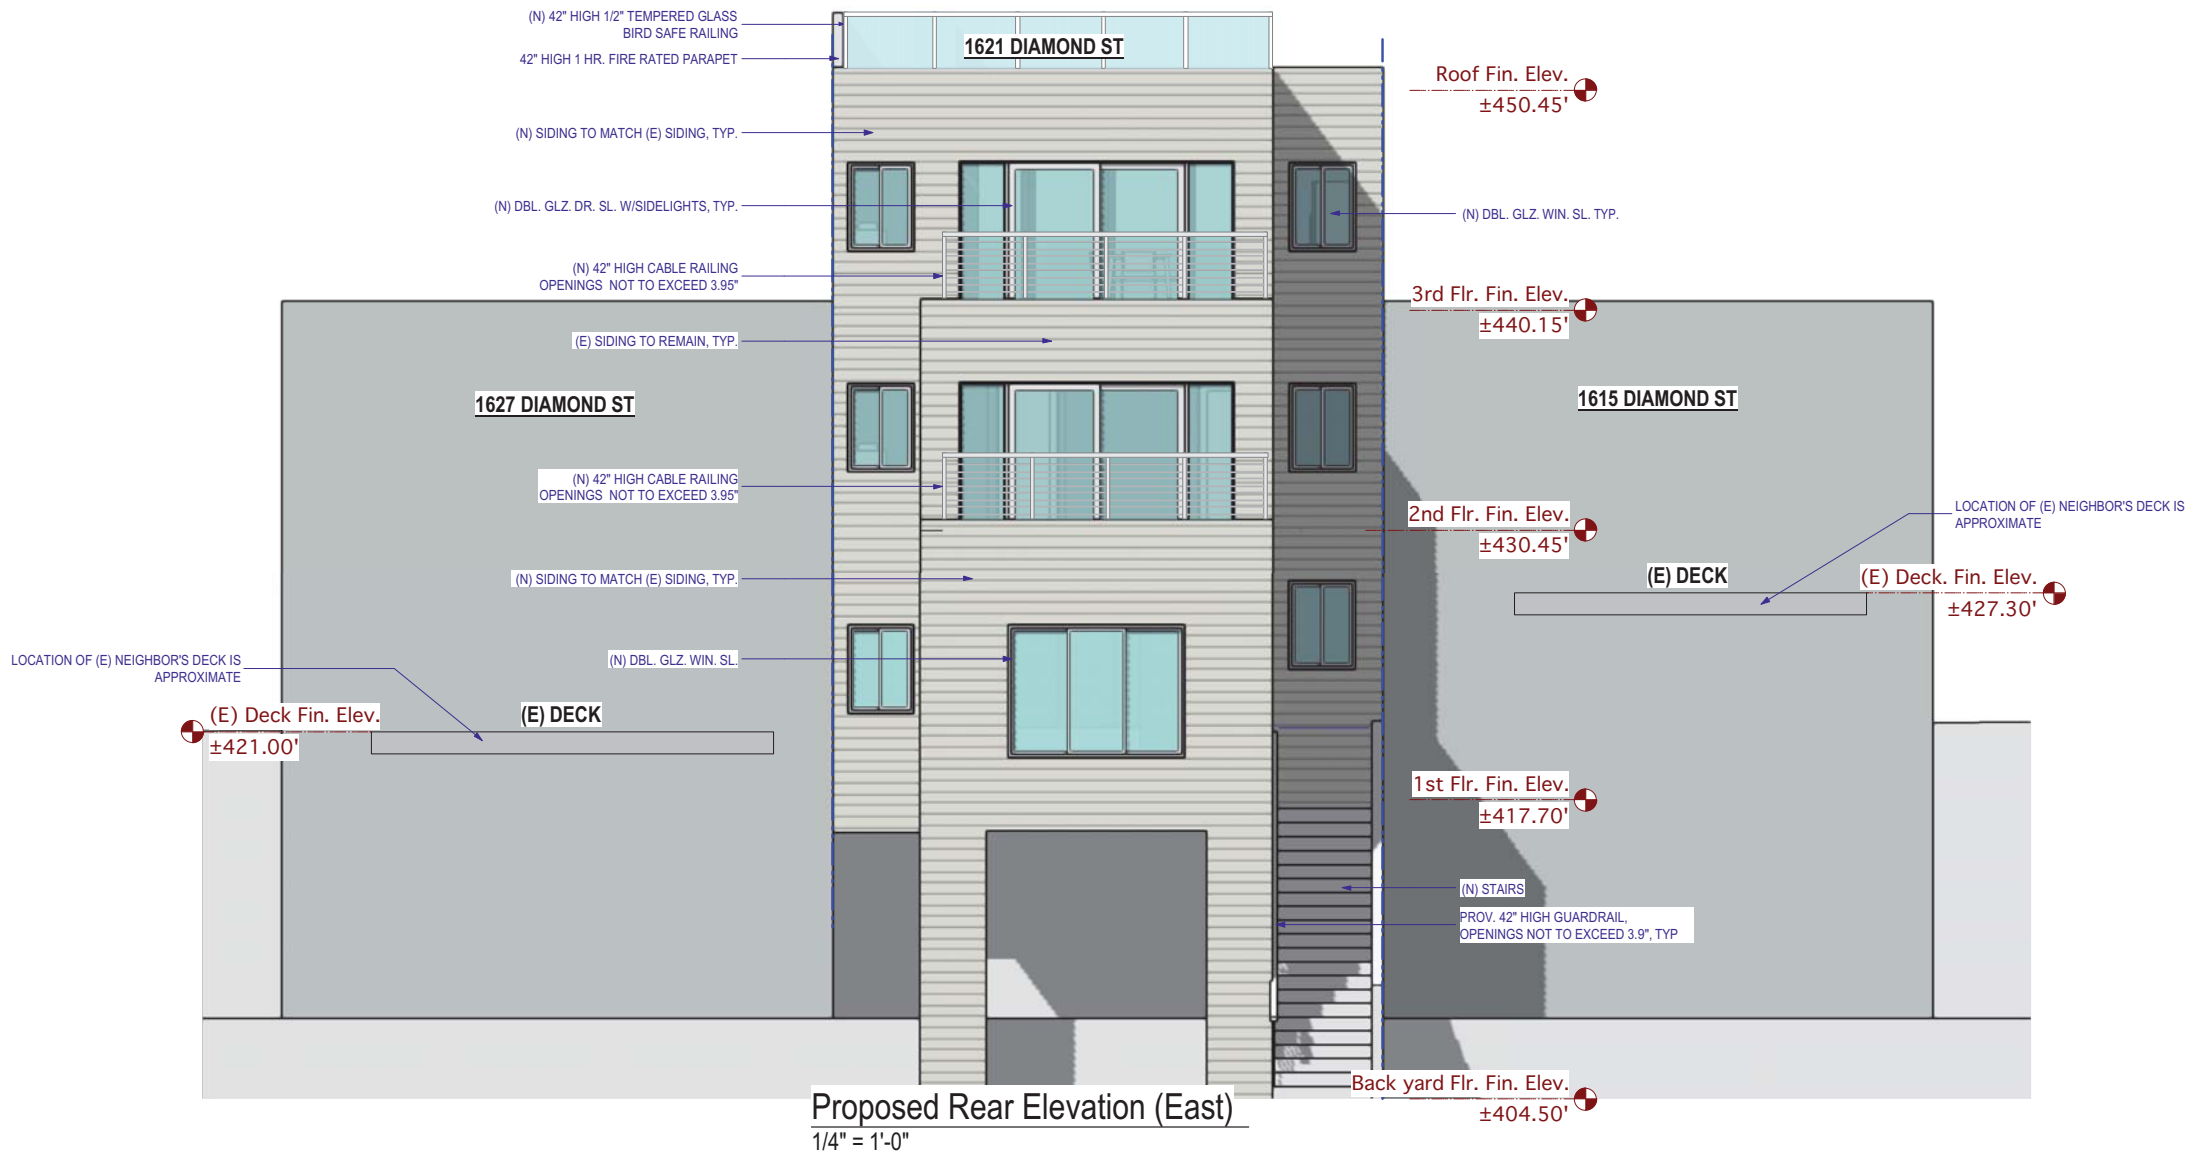 (N) 42" HIGH 1/2" TEMPERED GLASS
BIRD SAFE RAILING
42" HIGH 1 HR. FIRE RATED PARAPET
1621 DIAMOND ST
Roof Fin. Elev.
±450.45'
(N) SIDING TO MATCH (E) SIDING, TYP.
(N) DBL. GLZ. DR. SL. W/SIDELIGHTS, TYP.
(N) DBL. GLZ. WIN. SL. TYP.
(N) 42" HIGH CABLE RAILING
OPENINGS NOT TO EXCEED 3.95"
3rd Flr. Fin. Elev.
±440.15'
(E) SIDING TO REMAIN, TYP.
1627 DIAMOND ST
1615 DIAMOND ST
(N) 42" HIGH CABLE RAILING
OPENINGS NOT TO EXCEED 3.95"
2nd Flr. Fin. Elev.
±430.45'
LOCATION OF (E) NEIGHBOR'S DECK IS
APPROXIMATE
(N) SIDING TO MATCH (E) SIDING, TYP.
(E) DECK
(E) Deck. Fin. Elev.
±427.30'
LOCATION OF (E) NEIGHBOR'S DECK IS
APPROXIMATE
(N) DBL. GLZ. WIN. SL.
(E) Deck Fin. Elev.
±421.00'
(E) DECK
1st Flr. Fin. Elev.
±417.70'
(N) STAIRS
PROV. 42" HIGH GUARDRAIL,
OPENINGS NOT TO EXCEED 3.9", TYP
Back yard Flr. Fin. Elev.
±404.50'
Proposed Rear Elevation (East)
1/4" = 1'-0"